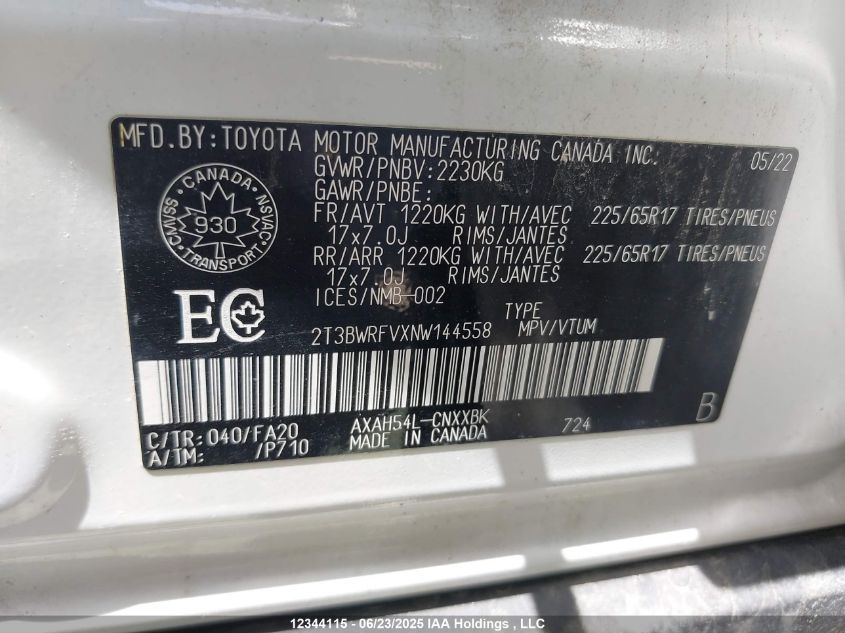 MFD.BY:TOYOTA MOTOR MANUFACTURING CANADA INC. 05/22
GVWR/PNBV:2230KG
GAWR/PNBE:
FR/AVT 1220KG WITH/AVEC 225/65R17 TIRES/PNEUS
17x7.0J RIMS/JANTES
RR/ARR 1220KG WITH/AVEC 225/65R17 TIRES/PNEUS
17x7.0J RIMS/JANTES
ICES/NMB-002
CANADA
CMVSS 930 NSVAC
TRANSPORT
EC
TYPE
2T3BWRFVXNW144558 MPV/VTUM
B
C/TR:040/FA20 AXAH54L-CNXXBK 724
A/TM: /P710 MADE IN CANADA
12344115 - 06/23/2025 IAA Holdings , LLC.